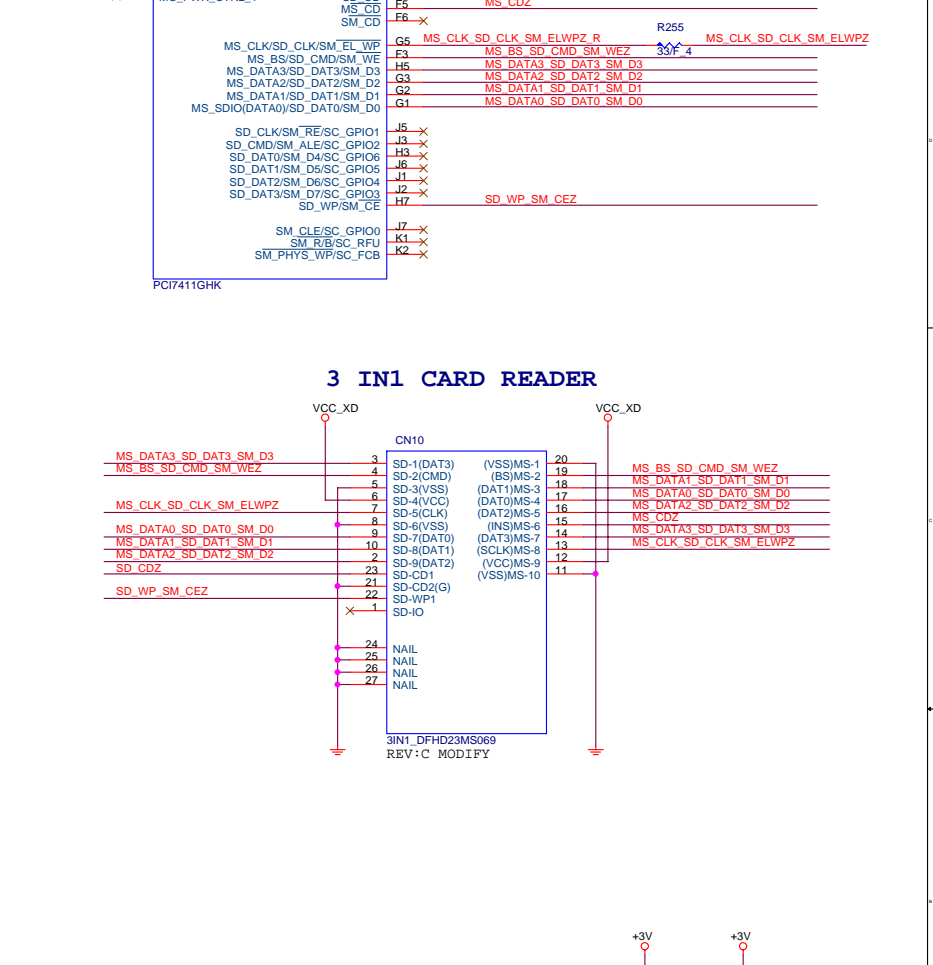 MS_CDZ
F5
MS_CD
F6
SM_CD
R255
G5 MS_CLK_SD_CLK_SM_ELWPZ_R
MS_CLK_SD_CLK_SM_ELWPZ
MS_CLK/SD_CLK/SM_EL_WP
33/F_4
MS_BS/SD_CMD/SM_WE F3 MS_BS_SD_CMD_SM_WEZ
MS_DATA3/SD_DAT3/SM_D3 H5 MS_DATA3_SD_DAT3_SM_D3
MS_DATA2/SD_DAT2/SM_D2 G3 MS_DATA2_SD_DAT2_SM_D2
MS_DATA1/SD_DAT1/SM_D1 G2 MS_DATA1_SD_DAT1_SM_D1
MS_SDIO(DATA0)/SD_DAT0/SM_D0 G1 MS_DATA0_SD_DAT0_SM_D0
SD_CLK/SM_RE/SC_GPIO1 J5
SD_CMD/SM_ALE/SC_GPIO2 J3
SD_DAT0/SM_D4/SC_GPIO6 H3
SD_DAT1/SM_D5/SC_GPIO5 J6
SD_DAT2/SM_D6/SC_GPIO4 J1
SD_DAT3/SM_D7/SC_GPIO3 J2
SD_WP/SM_CE H7 SD_WP_SM_CEZ
SM_CLE/SC_GPIO0 J7
SM_R/B/SC_RFU K1
SM_PHYS_WP/SC_FCB K2
PCI7411GHK
3 IN1 CARD READER
VCC_XD VCC_XD
CN10
MS_DATA3_SD_DAT3_SM_D3 3 SD-1(DAT3) (VSS)MS-1 20
MS_BS_SD_CMD_SM_WEZ 4 SD-2(CMD) (BS)MS-2 19 MS_BS_SD_CMD_SM_WEZ
5 SD-3(VSS) (DAT1)MS-3 18 MS_DATA1_SD_DAT1_SM_D1
6 SD-4(VCC) (DAT0)MS-4 17 MS_DATA0_SD_DAT0_SM_D0
MS_CLK_SD_CLK_SM_ELWPZ 7 SD-5(CLK) (DAT2)MS-5 16 MS_DATA2_SD_DAT2_SM_D2
8 SD-6(VSS) (INS)MS-6 15 MS_CDZ
MS_DATA0_SD_DAT0_SM_D0 9 SD-7(DAT0) (DAT3)MS-7 14 MS_DATA3_SD_DAT3_SM_D3
MS_DATA1_SD_DAT1_SM_D1 10 SD-8(DAT1) (SCLK)MS-8 13 MS_CLK_SD_CLK_SM_ELWPZ
MS_DATA2_SD_DAT2_SM_D2 2 SD-9(DAT2) (VCC)MS-9 12
SD_CDZ 23 SD-CD1 (VSS)MS-10 11
21 SD-CD2(G)
SD_WP_SM_CEZ 22 SD-WP1
1 SD-IO
24 NAIL
25 NAIL
26 NAIL
27 NAIL
3IN1_DFHD23MS069
REV:C MODIFY
+3V +3V